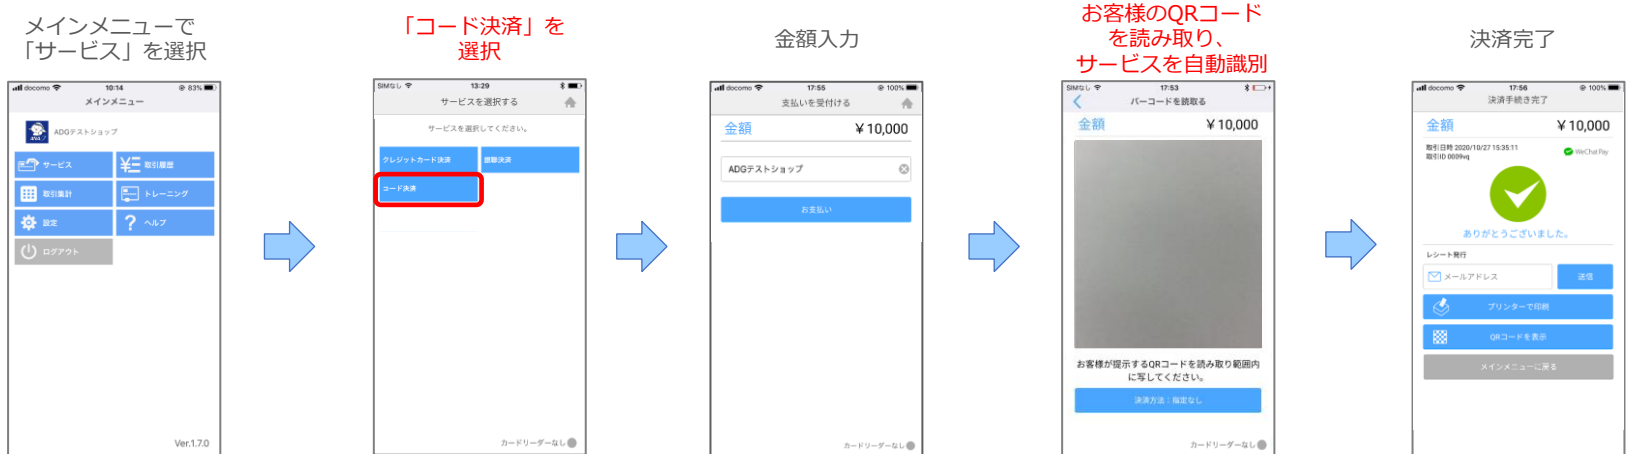 メインメニューで
「サービス」を選択
docomo 10:14 83%
メインメニュー
ADGテストショップ
サービス 取引履歴
取引集計 トレーニング
設定 ヘルプ
ログアウト
Ver.1.7.0
「コード決済」を
選択
SIMなし 13:29
サービスを選択する
サービスを選択してください。
クレジットカード決済 銀聯決済
コード決済
カードリーダーなし
金額入力
docomo 17:55 100%
支払いを受付ける
金額 ¥10,000
ADGテストショップ
お支払い
カードリーダーなし
お客様のQRコード
を読み取り、
サービスを自動識別
SIMなし 17:53
バーコードを読取る
金額 ¥10,000
お客様が提示するQRコードを読み取り範囲内
に写してください。
決済方法：指定なし
カードリーダーなし
決済完了
docomo 17:56 100%
決済手続き完了
金額 ¥10,000
取引日時 2020/10/27 15:35:11 WeChat Pay
取引ID 0009vq
ありがとうございました。
レシート発行
メールアドレス 送信
プリンターで印刷
QRコードを表示
メインメニューに戻る